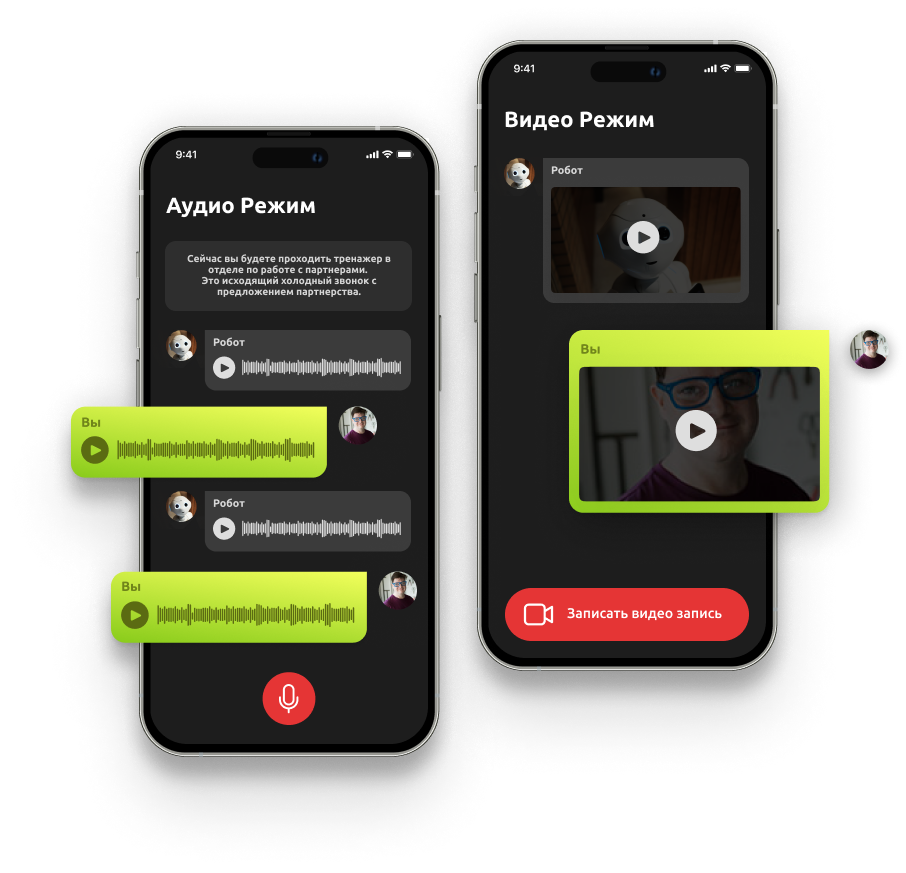 9:41
Аудио Режим
Сейчас вы будете проходить тренажер в
отделе по работе с партнерами.
Это исходящий холодный звонок с
предложением партнерства.
Робот
Вы
Робот
Вы
9:41
Видео Режим
Робот
Вы
Записать видео запись